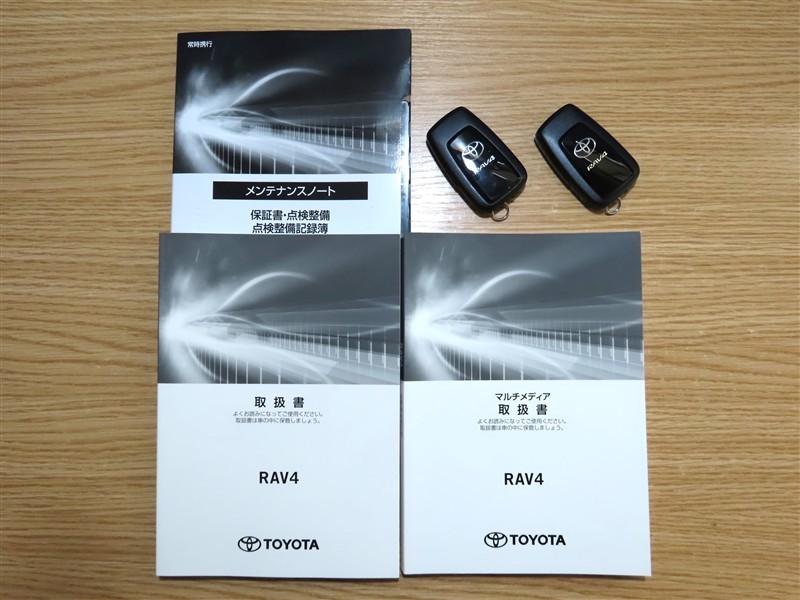 常時携行
メンテナンスノート
保証書・点検整備
点検整備記録簿
RAV4
RAV4
取扱書
よくお読みになってご使用ください。
取扱書は車の中に保管しましょう。
RAV4
TOYOTA
マルチメディア
取扱書
よくお読みになってご使用ください。
取扱書は車の中に保管しましょう。
RAV4
TOYOTA